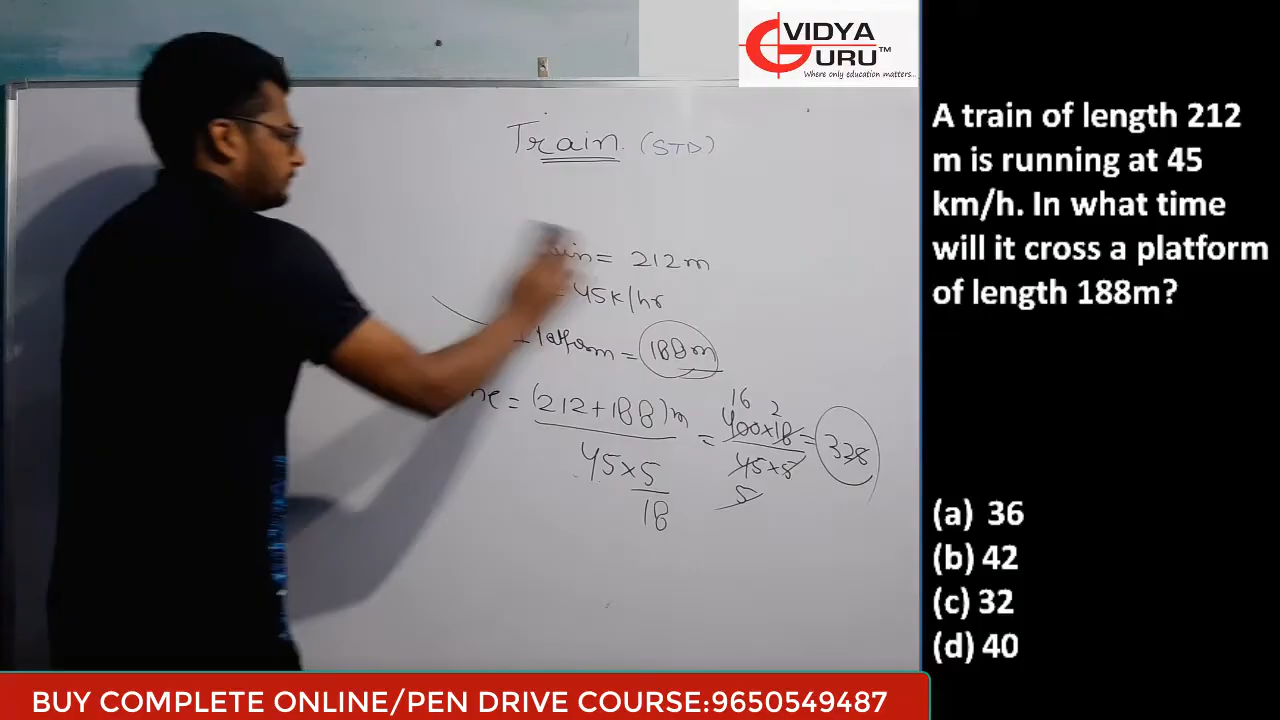 VIDYA
GURU™
Where only education matters...
Train (STD)
= 212m
= 45k/hr
Platform = 188m
= (212+188)m / 45×5/18 = 400×18 / 45×5 = 32s
16 2
5
A train of length 212
m is running at 45
km/h. In what time
will it cross a platform
of length 188m?
(a) 36
(b) 42
(c) 32
(d) 40
BUY COMPLETE ONLINE/PEN DRIVE COURSE:9650549487